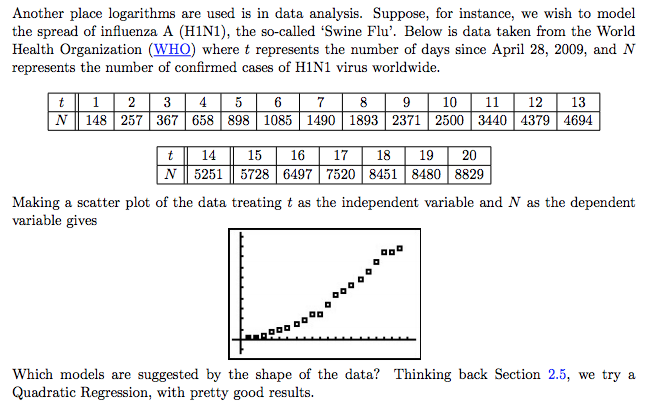 Another place logarithms are used is in data analysis. Suppose, for instance, we wish to model
the spread of influenza A (H1N1), the so-called ‘Swine Flu’. Below is data taken from the World
Health Organization (WHO) where t represents the number of days since April 28, 2009, and N
represents the number of confirmed cases of H1N1 virus worldwide.
t 1 2 3 4 5 6 7 8 9 10 11 12 13
N 148 257 367 658 898 1085 1490 1893 2371 2500 3440 4379 4694
t 14 15 16 17 18 19 20
N 5251 5728 6497 7520 8451 8480 8829
Making a scatter plot of the data treating t as the independent variable and N as the dependent
variable gives
Which models are suggested by the shape of the data? Thinking back Section 2.5, we try a
Quadratic Regression, with pretty good results.